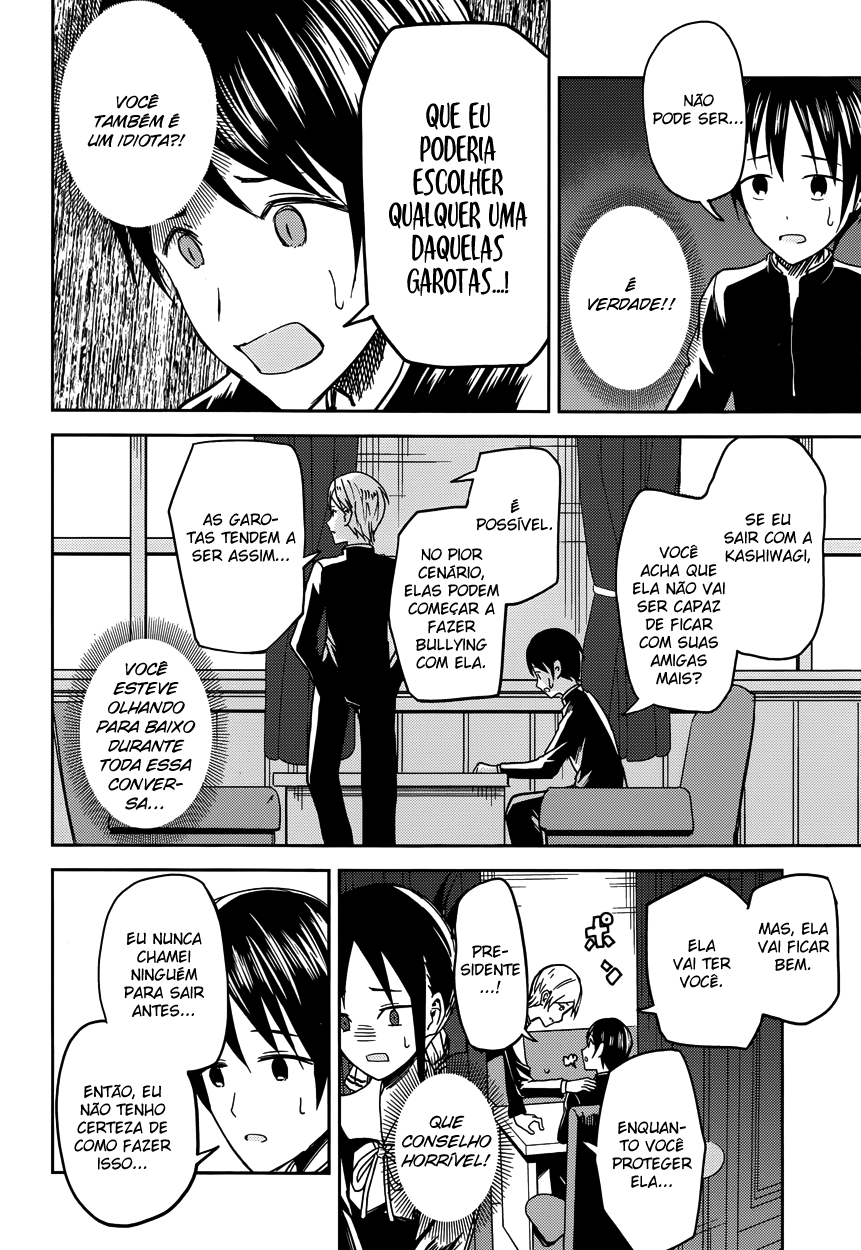 NÃO
PODE SER...
É
VERDADE!!
QUE EU
PODERIA
ESCOLHER
QUALQUER UMA
DAQUELAS
GAROTAS...!
VOCÊ
TAMBÉM É
UM IDIOTA?!
SE EU
SAIR COM A
KASHIWAGI,
VOCÊ
ACHA QUE
ELA NÃO VAI
SER CAPAZ
DE FICAR
COM SUAS
AMIGAS
MAIS?
É
POSSÍVEL.
NO PIOR
CENÁRIO,
ELAS PODEM
COMEÇAR A
FAZER
BULLYING
COM ELA.
AS GARO-
TAS TENDEM A
SER ASSIM...
VOCÊ
ESTEVE
OLHANDO
PARA BAIXO
DURANTE
TODA ESSA
CONVER-
SA...
MAS, ELA
VAI FICAR
BEM.
ELA
VAI TER
VOCÊ.
ポン
ENQUAN-
TO VOCÊ
PROTEGER
ELA...
PRE-
SIDENTE
...!
QUE
CONSELHO
HORRÍVEL!
EU NUNCA
CHAMEI
NINGUÉM
PARA SAIR
ANTES...
ENTÃO, EU
NÃO TENHO
CERTEZA DE
COMO FAZER
ISSO...